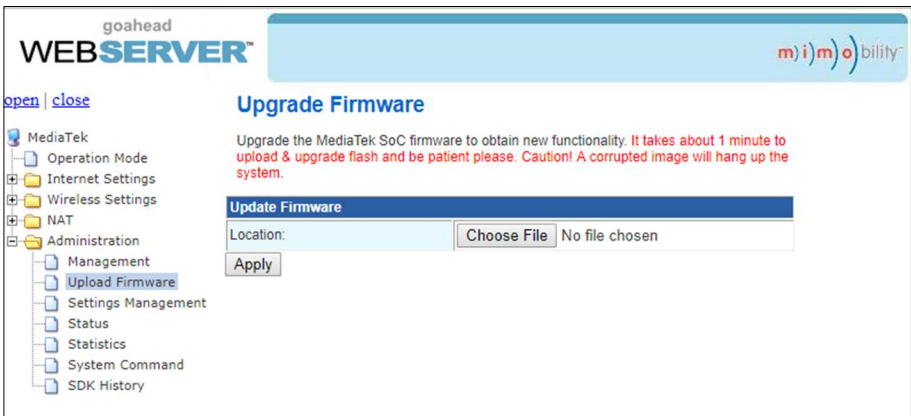 goahead
WEBSERVER™
m)i)m)o)bility™
open | close
MediaTek
Operation Mode
Internet Settings
Wireless Settings
NAT
Administration
Management
Upload Firmware
Settings Management
Status
Statistics
System Command
SDK History
Upgrade Firmware
Upgrade the MediaTek SoC firmware to obtain new functionality. It takes about 1 minute to
upload & upgrade flash and be patient please. Caution! A corrupted image will hang up the
system.
Update Firmware
Location: Choose File No file chosen
Apply